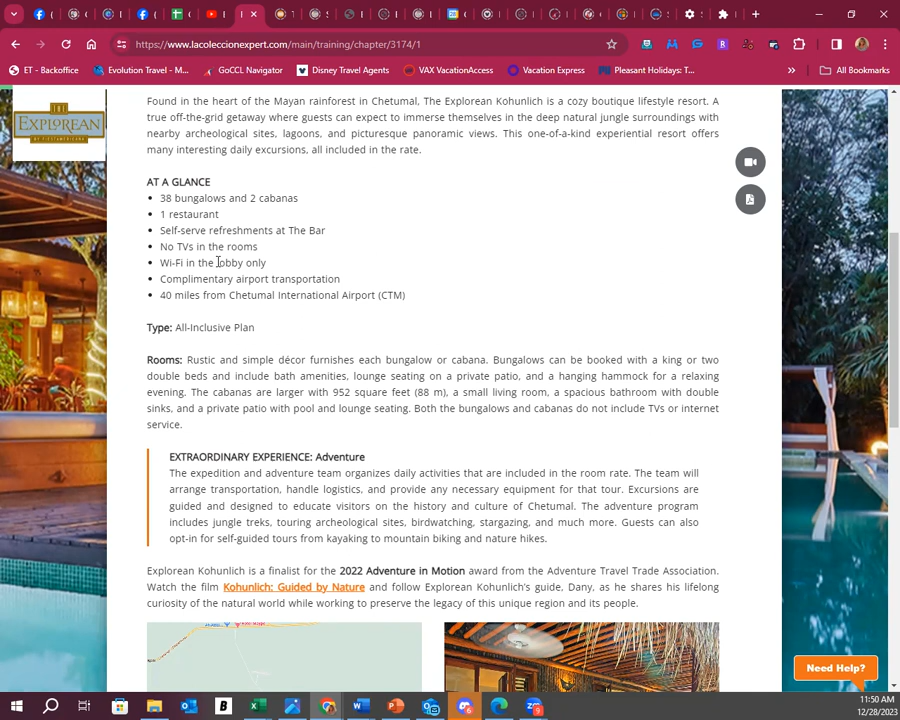 https://www.lacoleccionexpert.com/main/training/chapter/3174/1
ET - Backoffice
Evolution Travel - M...
GoCCL Navigator
Disney Travel Agents
VAX VacationAccess
Vacation Express
Pleasant Holidays: T...
All Bookmarks
THE
EXPLOREAN
Found in the heart of the Mayan rainforest in Chetumal, The Explorean Kohunlich is a cozy boutique lifestyle resort. A
true off-the-grid getaway where guests can expect to immerse themselves in the deep natural jungle surroundings with
nearby archeological sites, lagoons, and picturesque panoramic views. This one-of-a-kind experiential resort offers
many interesting daily excursions, all included in the rate.
AT A GLANCE
38 bungalows and 2 cabanas
1 restaurant
Self-serve refreshments at The Bar
No TVs in the rooms
Wi-Fi in the lobby only
Complimentary airport transportation
40 miles from Chetumal International Airport (CTM)
Type: All-Inclusive Plan
Rooms: Rustic and simple décor furnishes each bungalow or cabana. Bungalows can be booked with a king or two
double beds and include bath amenities, lounge seating on a private patio, and a hanging hammock for a relaxing
evening. The cabanas are larger with 952 square feet (88 m), a small living room, a spacious bathroom with double
sinks, and a private patio with pool and lounge seating. Both the bungalows and cabanas do not include TVs or internet
service.
EXTRAORDINARY EXPERIENCE: Adventure
The expedition and adventure team organizes daily activities that are included in the room rate. The team will
arrange transportation, handle logistics, and provide any necessary equipment for that tour. Excursions are
guided and designed to educate visitors on the history and culture of Chetumal. The adventure program
includes jungle treks, touring archeological sites, birdwatching, stargazing, and much more. Guests can also
opt-in for self-guided tours from kayaking to mountain biking and nature hikes.
Explorean Kohunlich is a finalist for the 2022 Adventure in Motion award from the Adventure Travel Trade Association.
Watch the film Kohunlich: Guided by Nature and follow Explorean Kohunlich's guide, Dany, as he shares his lifelong
curiosity of the natural world while working to preserve the legacy of this unique region and its people.
Need Help?
11:50 AM
12/28/2023